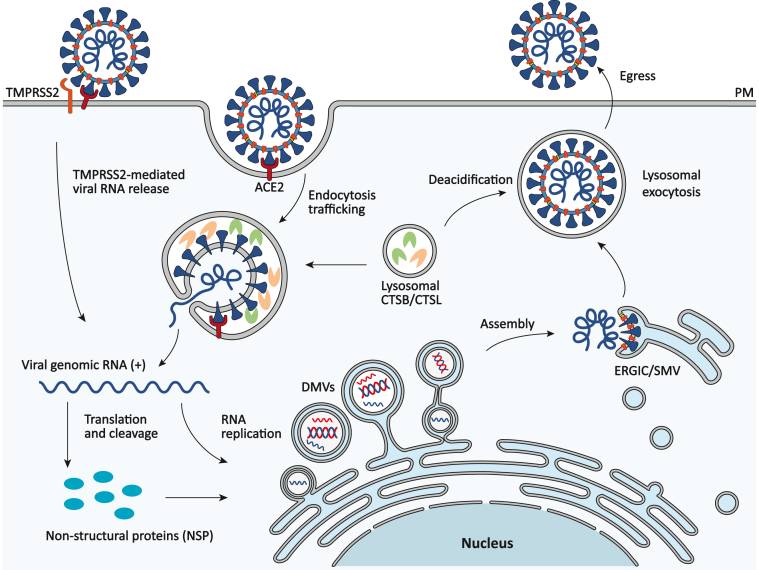 Egress
TMPRSS2
PM
TMPRSS2-mediated
viral RNA release
ACE2
Endocytosis
trafficking
Deacidification
Lysosomal
exocytosis
Lysosomal
CTSB/CTSL
Assembly
ERGIC/SMV
Viral genomic RNA (+)
DMVs
Translation
and cleavage
RNA
replication
Non-structural proteins (NSP)
Nucleus